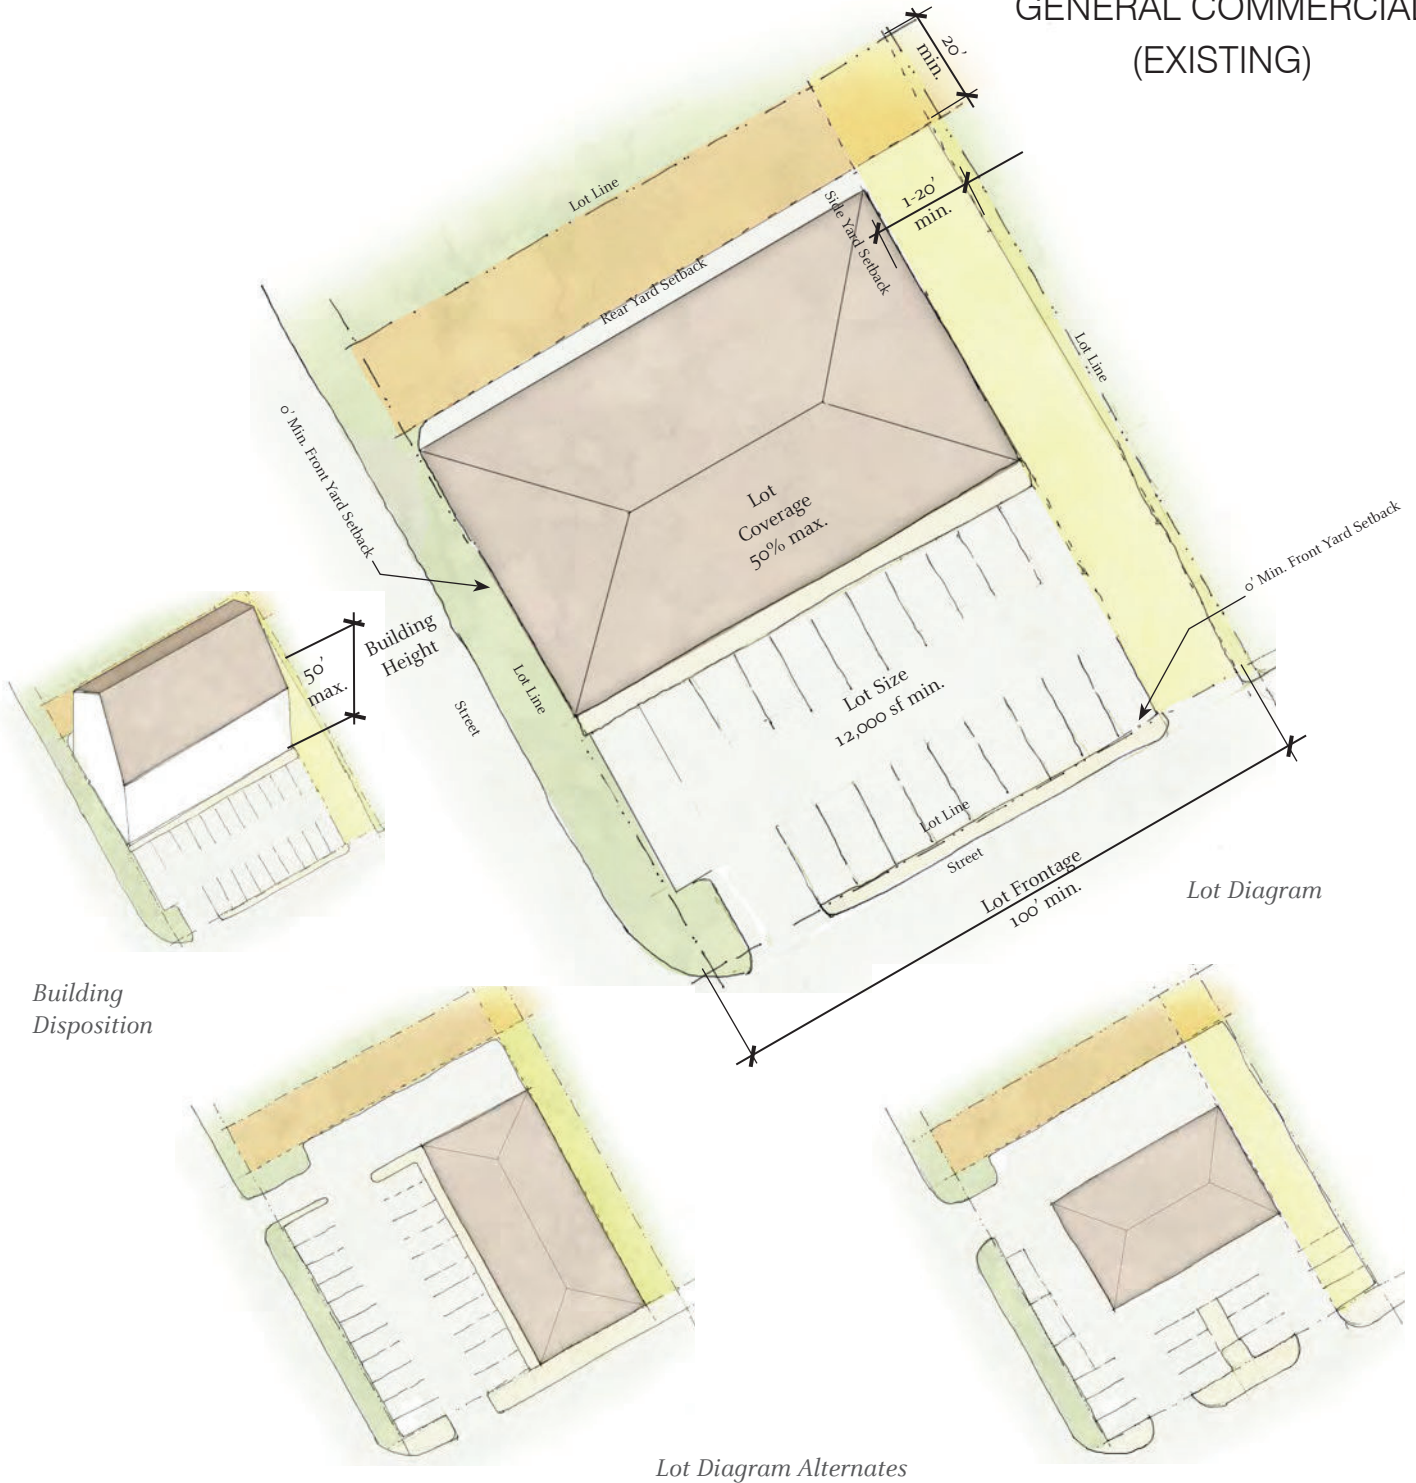 GENERAL COMMERCIAL
(EXISTING)
20'
min.
Lot Line
1-20'
min.
Side Yard Setback
Rear Yard Setback
Lot Line
0' Min. Front Yard Setback
Lot
Coverage
50% max.
0' Min. Front Yard Setback
Building
Height
50'
max.
Lot Line
Street
Lot Size
12,000 sf min.
Lot Line
Street
Lot Frontage
100' min.
Lot Diagram
Building
Disposition
Lot Diagram Alternates